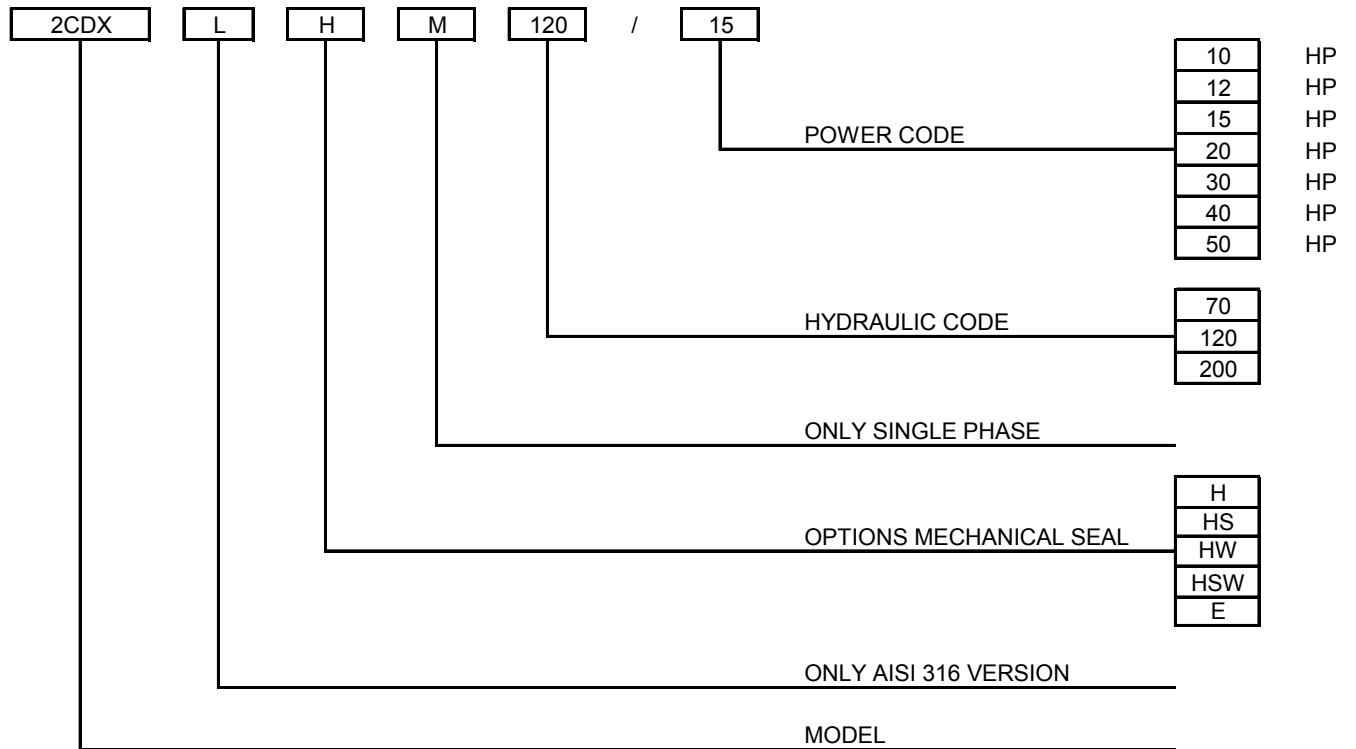 2CDX L H M 120 / 15
10 HP
12 HP
15 HP
POWER CODE
20 HP
30 HP
40 HP
50 HP
70
HYDRAULIC CODE
120
200
ONLY SINGLE PHASE
H
HS
OPTIONS MECHANICAL SEAL
HW
HSW
E
ONLY AISI 316 VERSION
MODEL